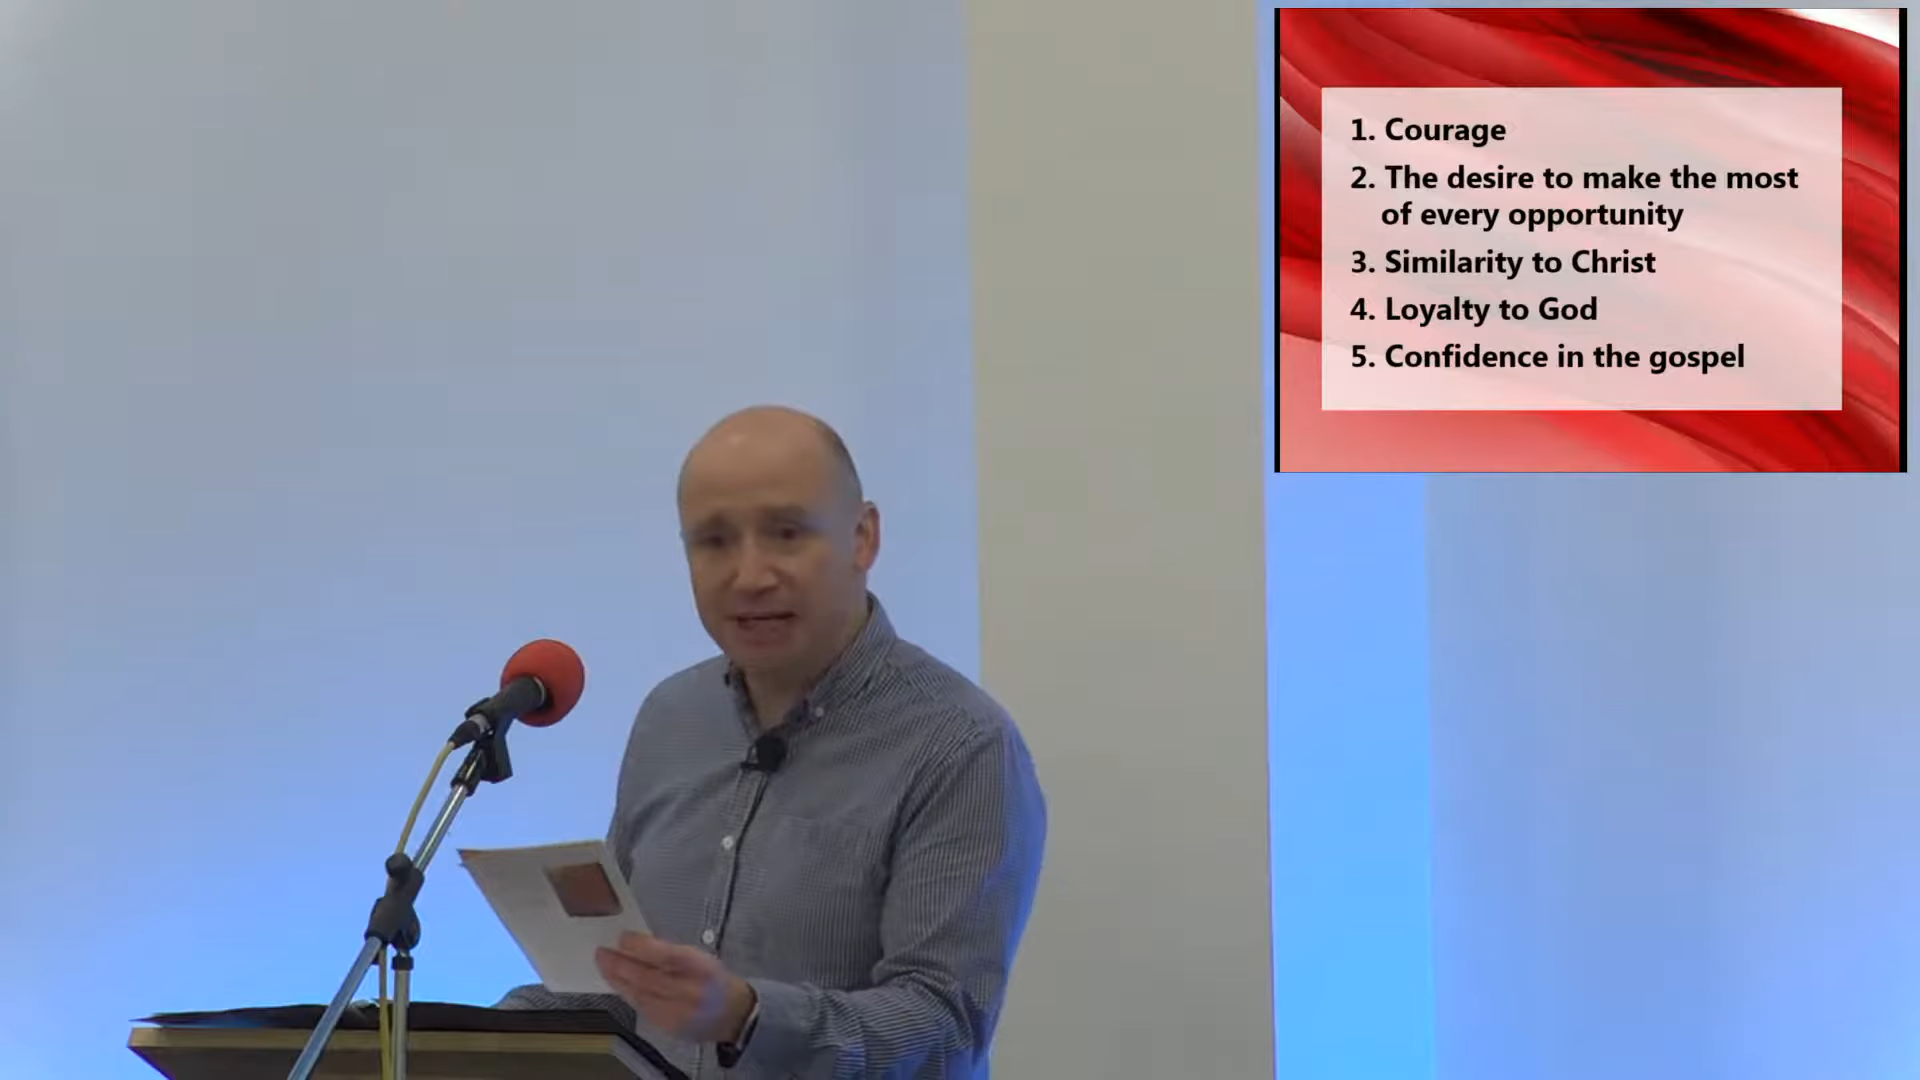 1. Courage
2. The desire to make the most
of every opportunity
3. Similarity to Christ
4. Loyalty to God
5. Confidence in the gospel